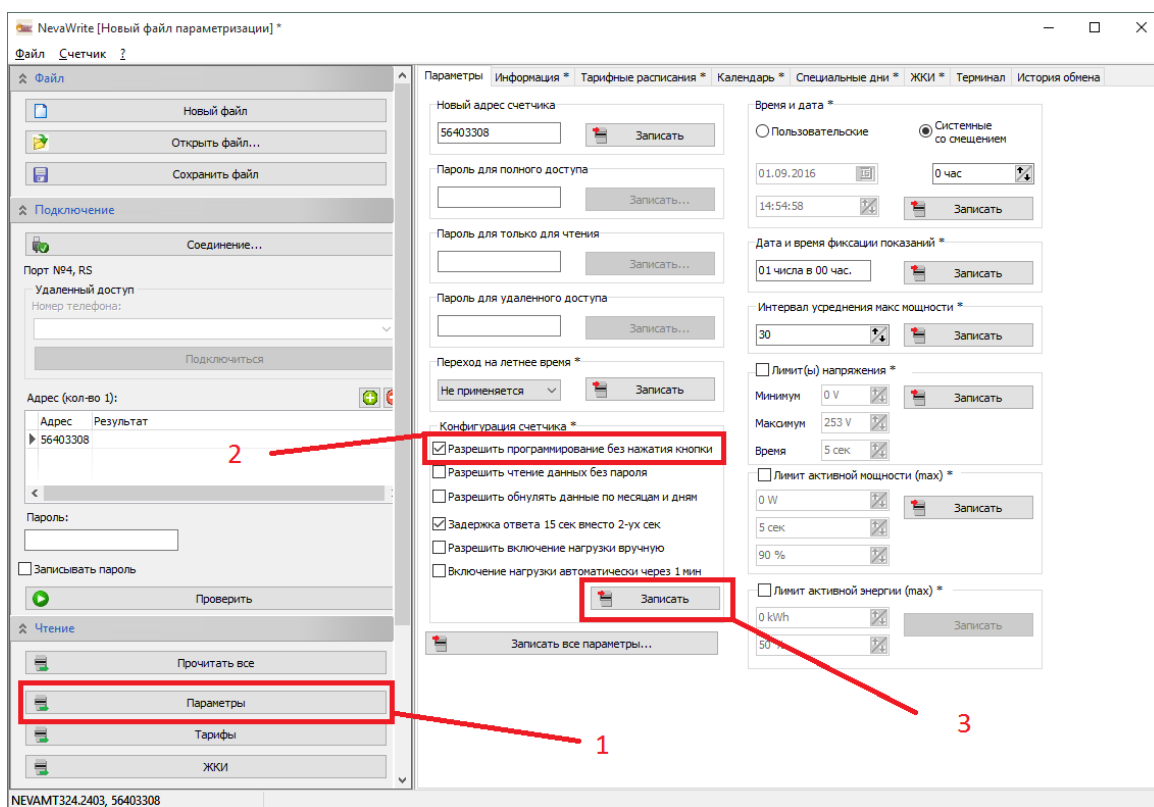 NevaWrite [Новый файл параметризации] *
Файл Счетчик ?
Файл
Новый файл
Открыть файл...
Сохранить файл
Подключение
Соединение...
Порт №4, RS
Удаленный доступ
Номер телефона:
Подключиться
Адрес (кол-во 1):
Адрес Результат
56403308
Пароль:
Записывать пароль
Проверить
Чтение
Прочитать все
Параметры
Тарифы
ЖКИ
NEVAMT324.2403, 56403308
Параметры Информация * Тарифные расписания * Календарь * Специальные дни * ЖКИ * Терминал История обмена
Новый адрес счетчика
56403308 Записать
Пароль для полного доступа
Записать...
Пароль для только для чтения
Записать...
Пароль для удаленного доступа
Записать...
Переход на летнее время *
Не применяется Записать
Конфигурация счетчика *
Разрешить программирование без нажатия кнопки
Разрешить чтение данных без пароля
Разрешить обнулять данные по месяцам и дням
Задержка ответа 15 сек вместо 2-ух сек
Разрешить включение нагрузки вручную
Включение нагрузки автоматически через 1 мин
Записать
Записать все параметры...
Время и дата *
Пользовательские
Системные
со смещением
01.09.2016 15 0 час
14:54:58 Записать
Дата и время фиксации показаний *
01 числа в 00 час. Записать
Интервал усреднения макс мощности *
30 Записать
Лимит(ы) напряжения *
Минимум 0 V Записать
Максимум 253 V
Время 5 сек
Лимит активной мощности (max) *
0 W Записать
5 сек
90 %
Лимит активной энергии (max) *
0 kWh Записать
50 %
1
2
3